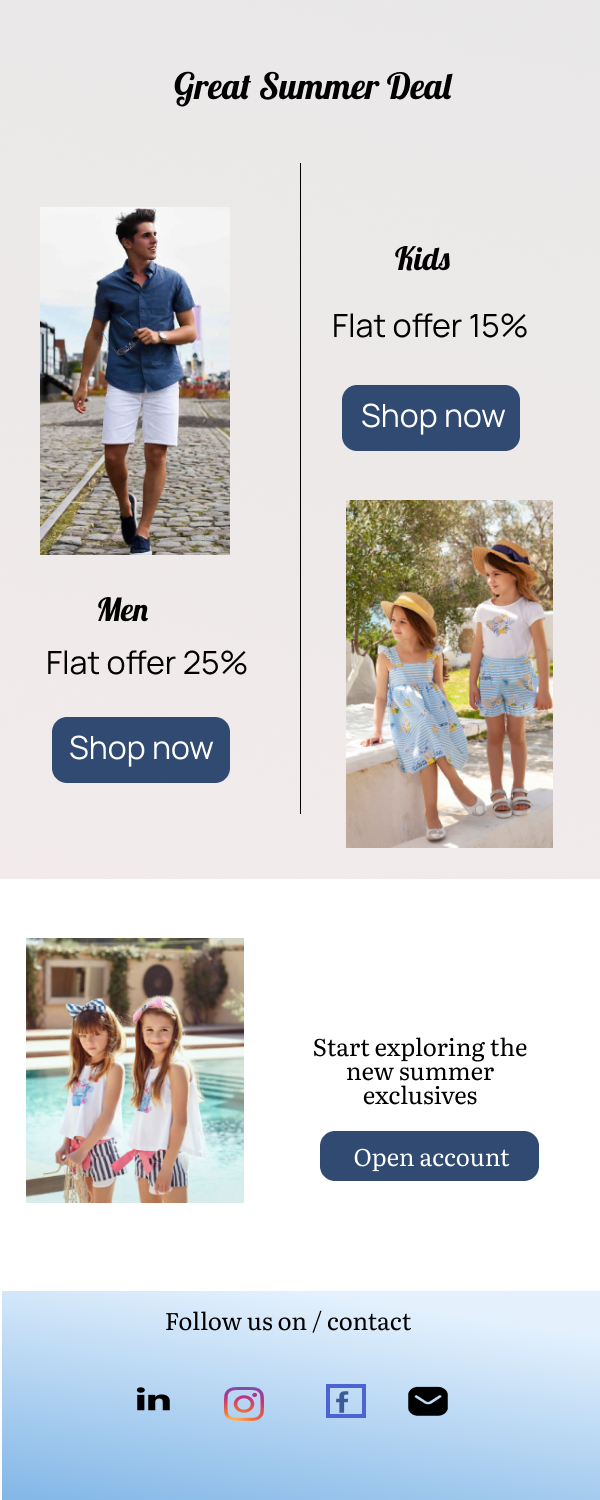 Great Summer Deal
Men
Flat offer 25%
Shop now
Kids
Flat offer 15%
Shop now
Start exploring the
new summer
exclusives
Open account
Follow us on / contact
in
f